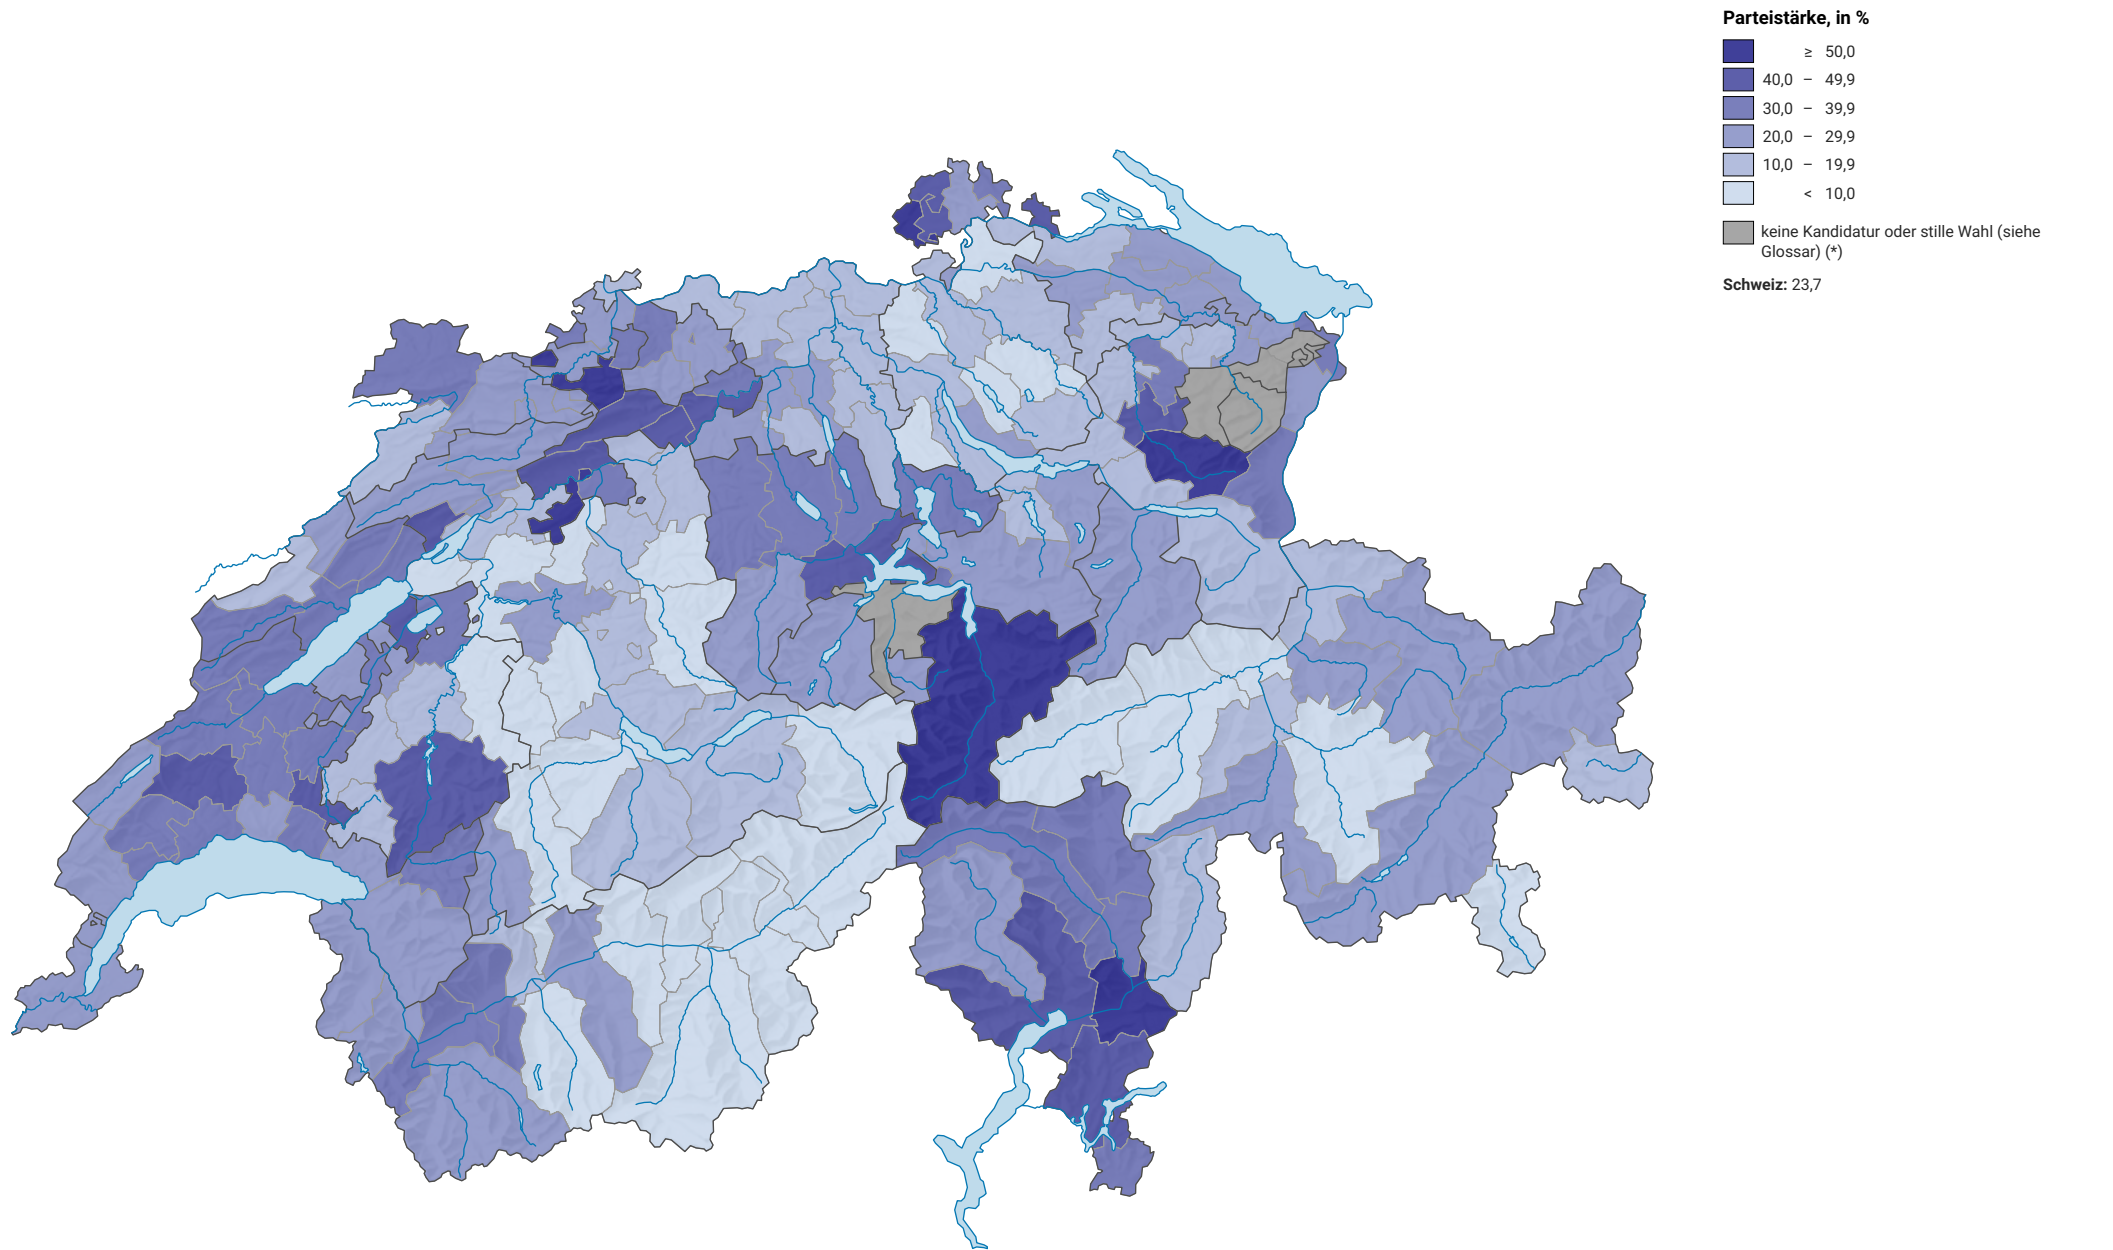 Parteistärke, in %
≥ 50,0
40,0 – 49,9
30,0 – 39,9
20,0 – 29,9
10,0 – 19,9
< 10,0
keine Kandidatur oder stille Wahl (siehe
Glossar) (*)
Schweiz: 23,7